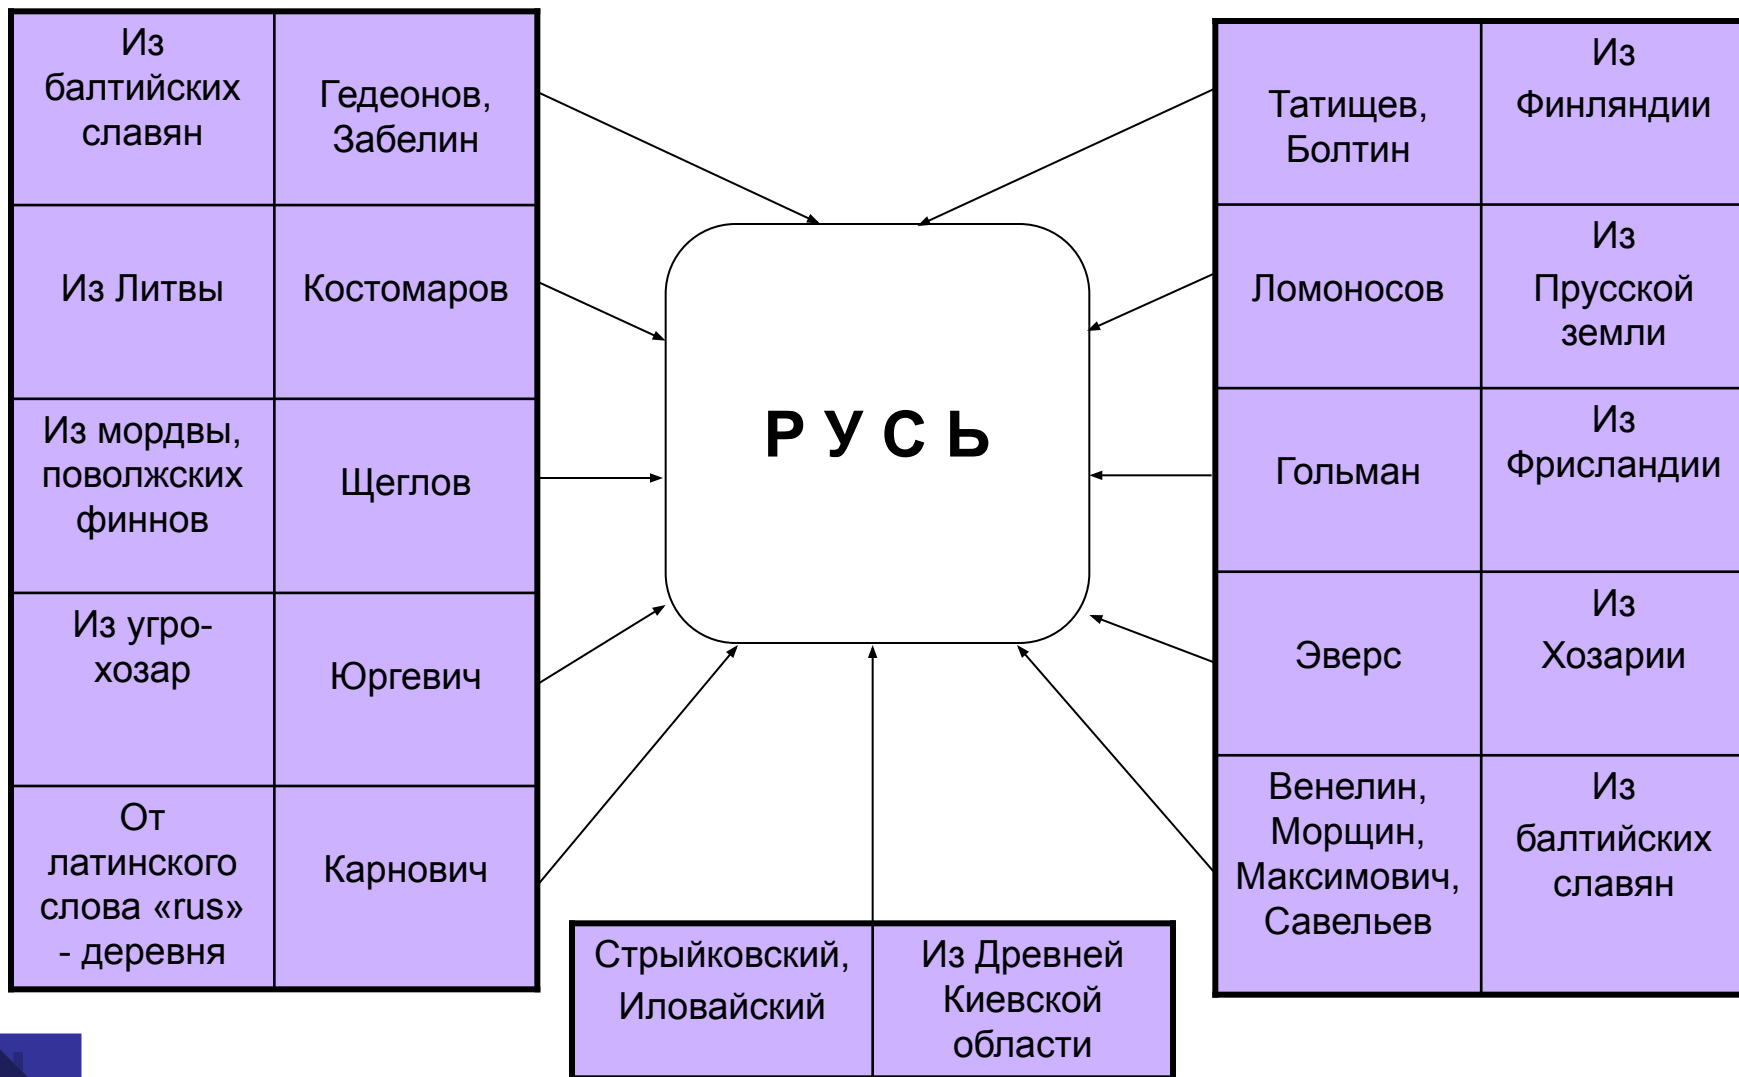 Из
балтийских
славян
Гедеонов,
Забелин
Из Литвы
Костомаров
Из мордвы,
поволжских
финнов
Щеглов
Из угро-
хозар
Юргевич
От
латинского
слова «rus»
- деревня
Карнович
Р У С Ь
Стрыйковский,
Иловайский
Из Древней
Киевской
области
Татищев,
Болтин
Из
Финляндии
Ломоносов
Из
Прусской
земли
Гольман
Из
Фрисландии
Эверс
Из
Хозарии
Венелин,
Морщин,
Максимович,
Савельев
Из
балтийских
славян